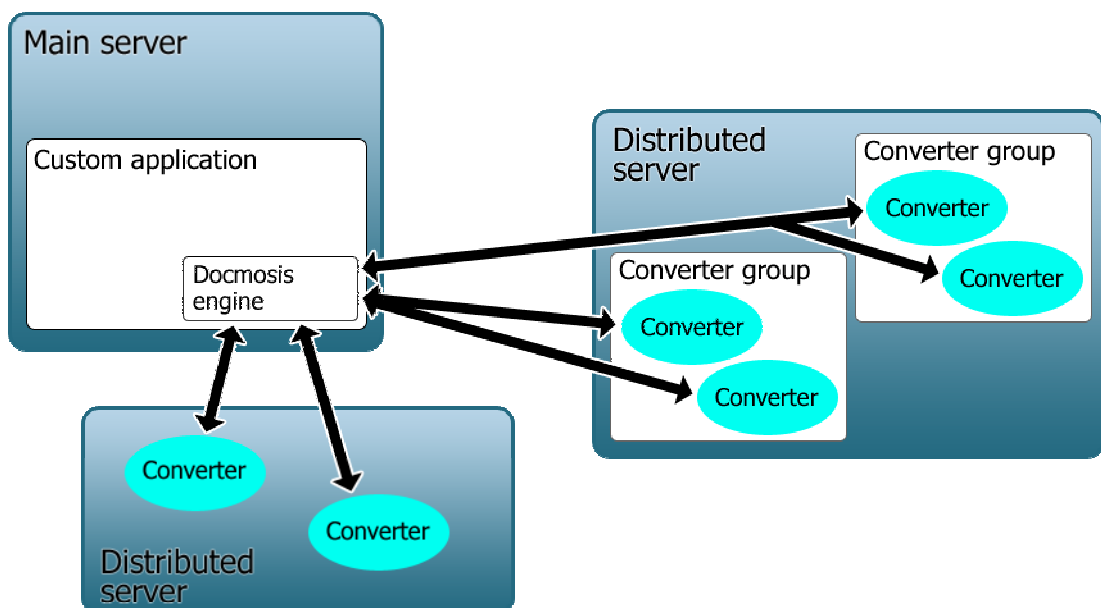 Main server
Custom application
Docmosis
engine
Distributed
server
Converter group
Converter
Converter
Converter group
Converter
Converter
Converter
Converter
Distributed
server